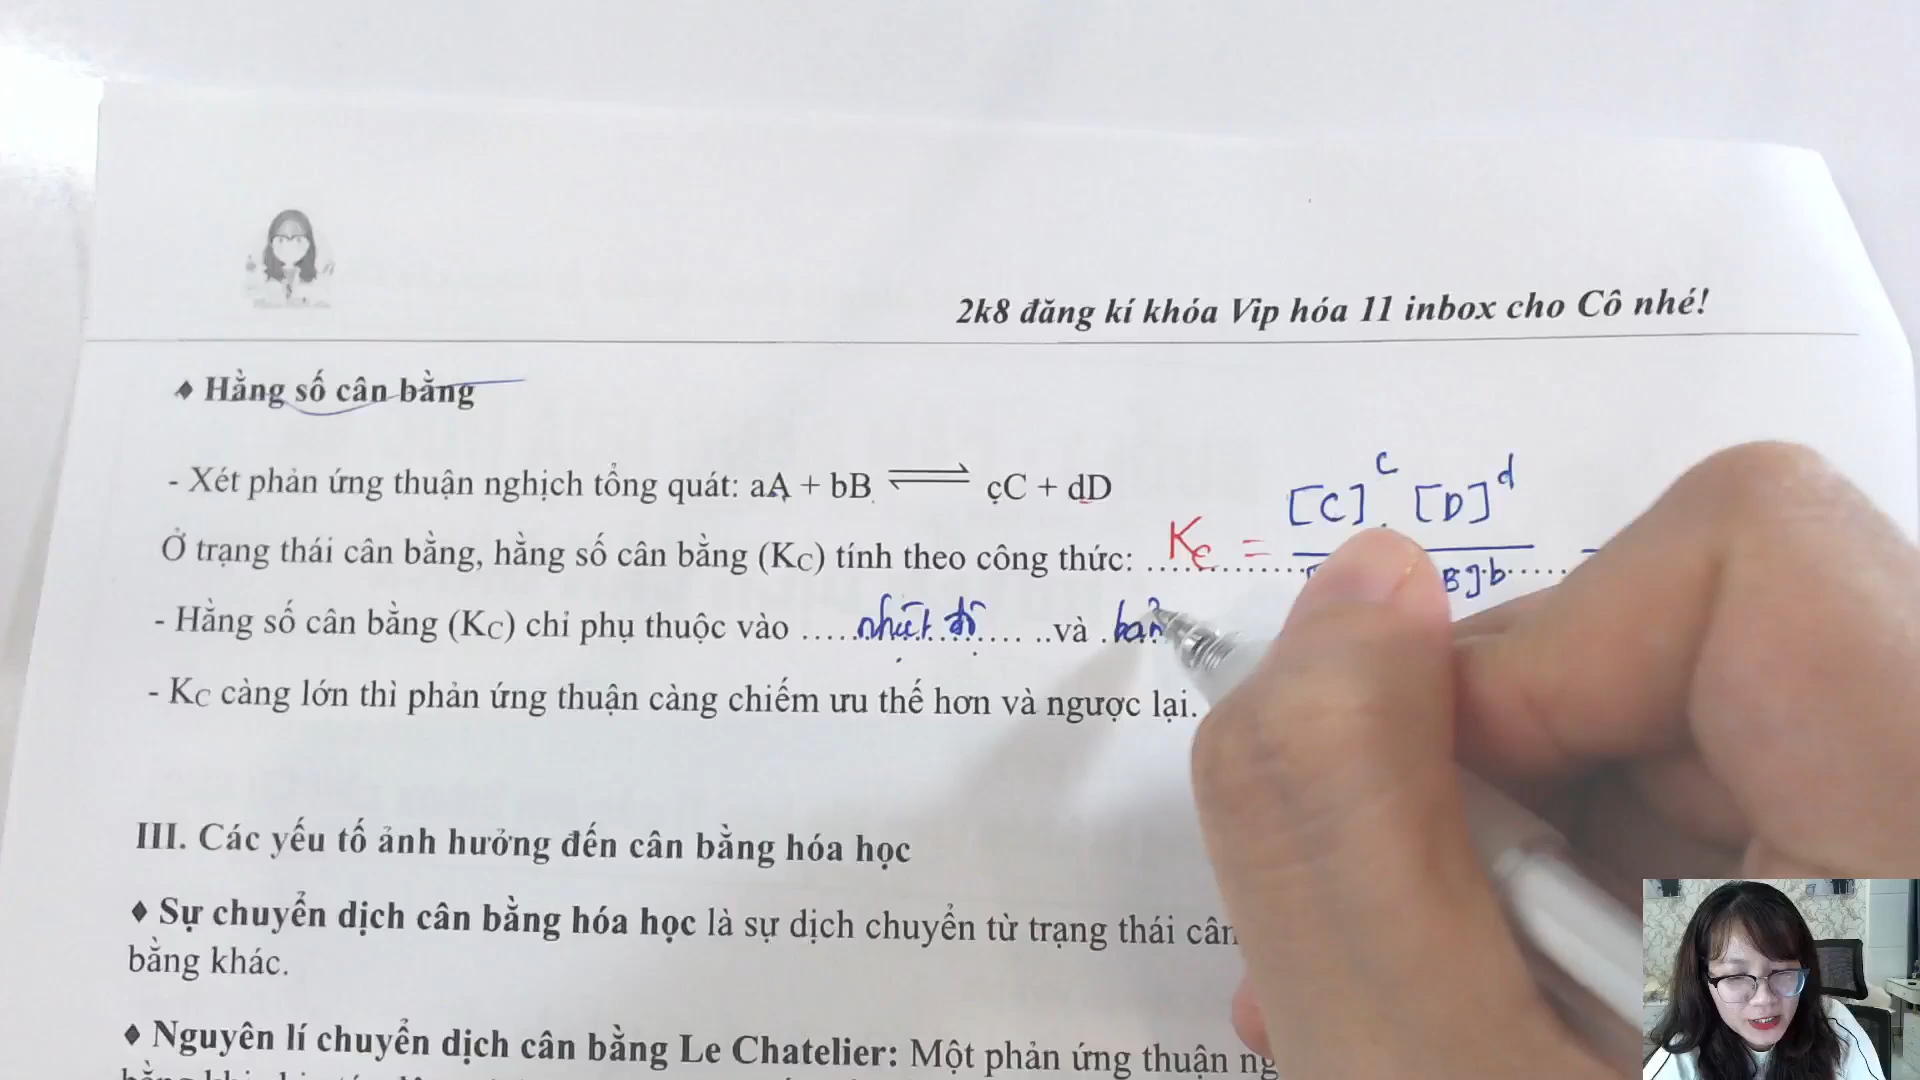 2k8 đăng kí khóa Vip hóa 11 inbox cho Cô nhé!
♦ Hằng số cân bằng
- Xét phản ứng thuận nghịch tổng quát: aA + bB ⇌ cC + dD
[C]^c . [D]^d
Ở trạng thái cân bằng, hằng số cân bằng (KC) tính theo công thức: Kc =
B]^b
- Hằng số cân bằng (KC) chỉ phụ thuộc vào ..... nhiệt độ ..... và . bản
- KC càng lớn thì phản ứng thuận càng chiếm ưu thế hơn và ngược lại.
III. Các yếu tố ảnh hưởng đến cân bằng hóa học
♦ Sự chuyển dịch cân bằng hóa học là sự dịch chuyển từ trạng thái cân
bằng khác.
♦ Nguyên lí chuyển dịch cân bằng Le Chatelier: Một phản ứng thuận ng